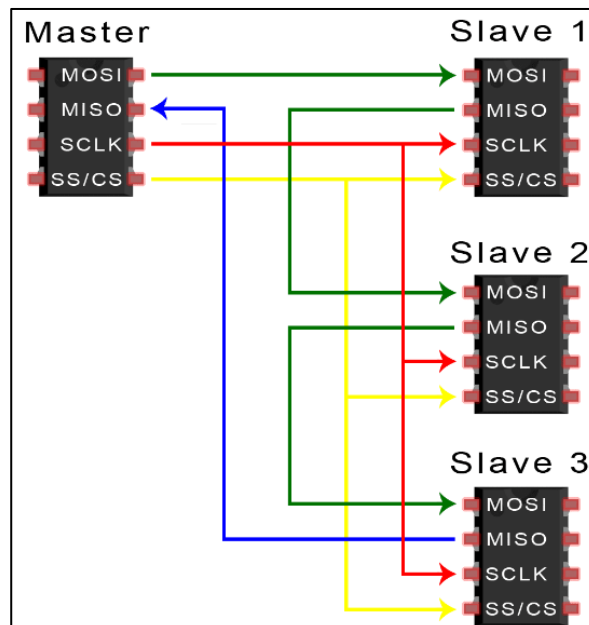 Master
MOSI
MISO
SCLK
SS/CS
Slave 1
MOSI
MISO
SCLK
SS/CS
Slave 2
MOSI
MISO
SCLK
SS/CS
Slave 3
MOSI
MISO
SCLK
SS/CS